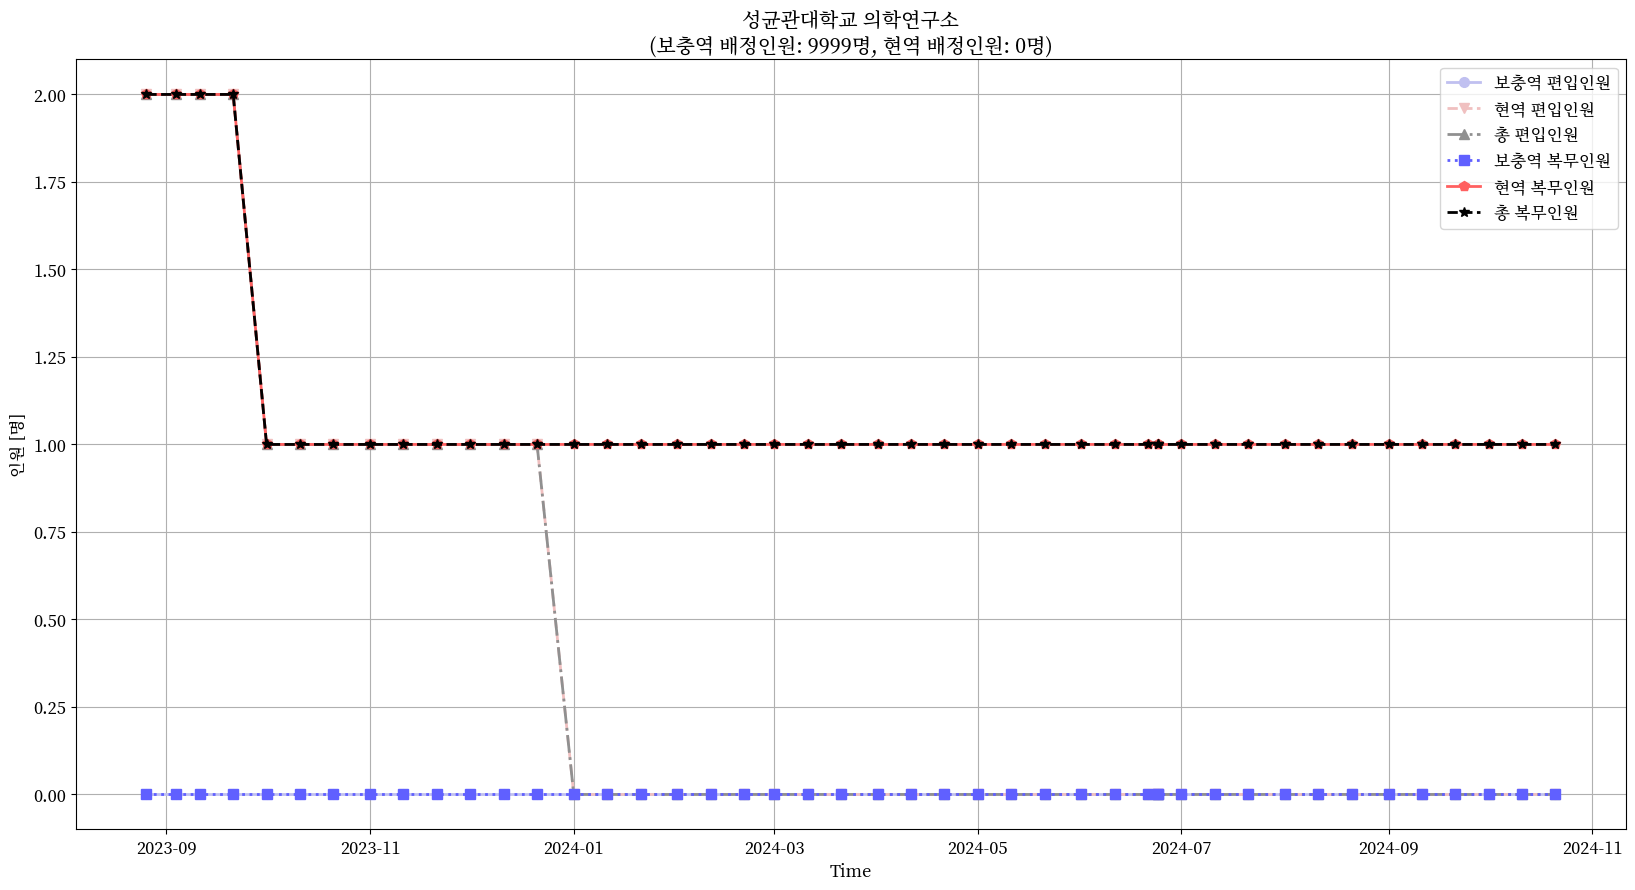 성균관대학교 의학연구소
(보충역 배정인원: 9999명, 현역 배정인원: 0명)
보충역 편입인원
현역 편입인원
총 편입인원
보충역 복무인원
현역 복무인원
총 복무인원
인원 [명]
2.00
1.75
1.50
1.25
1.00
0.75
0.50
0.25
0.00
2023-09
2023-11
2024-01
2024-03
2024-05
2024-07
2024-09
2024-11
Time